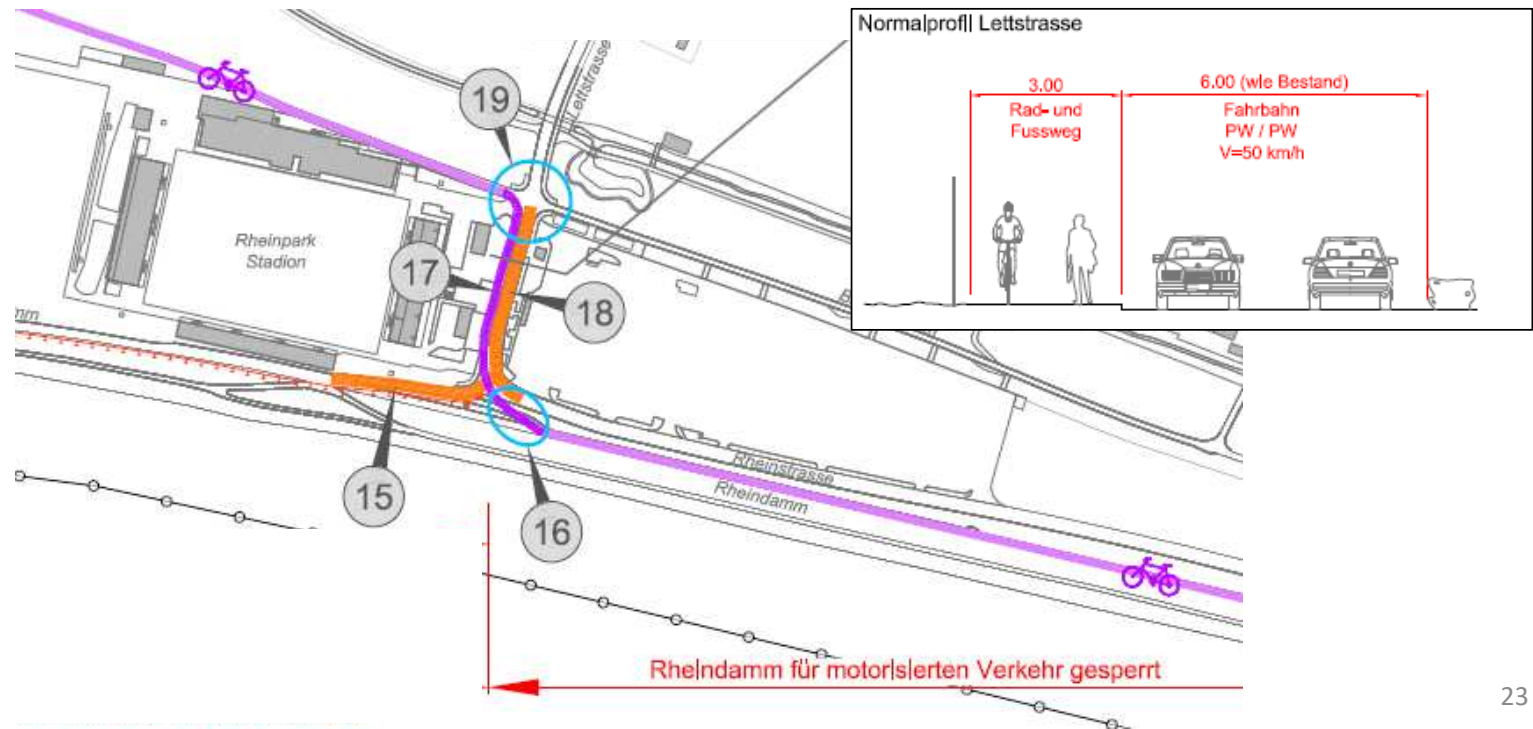 Normalprofil Lettstrasse
3.00
6.00 (wie Bestand)
Rad- und
Fussweg
Fahrbahn
PW / PW
V=50 km/h
Lettstrasse
19
Rheinpark
Stadion
17
18
mm
15
16
Rheinstrasse
Rheindamm
Rheindamm für motorisierten Verkehr gesperrt
23